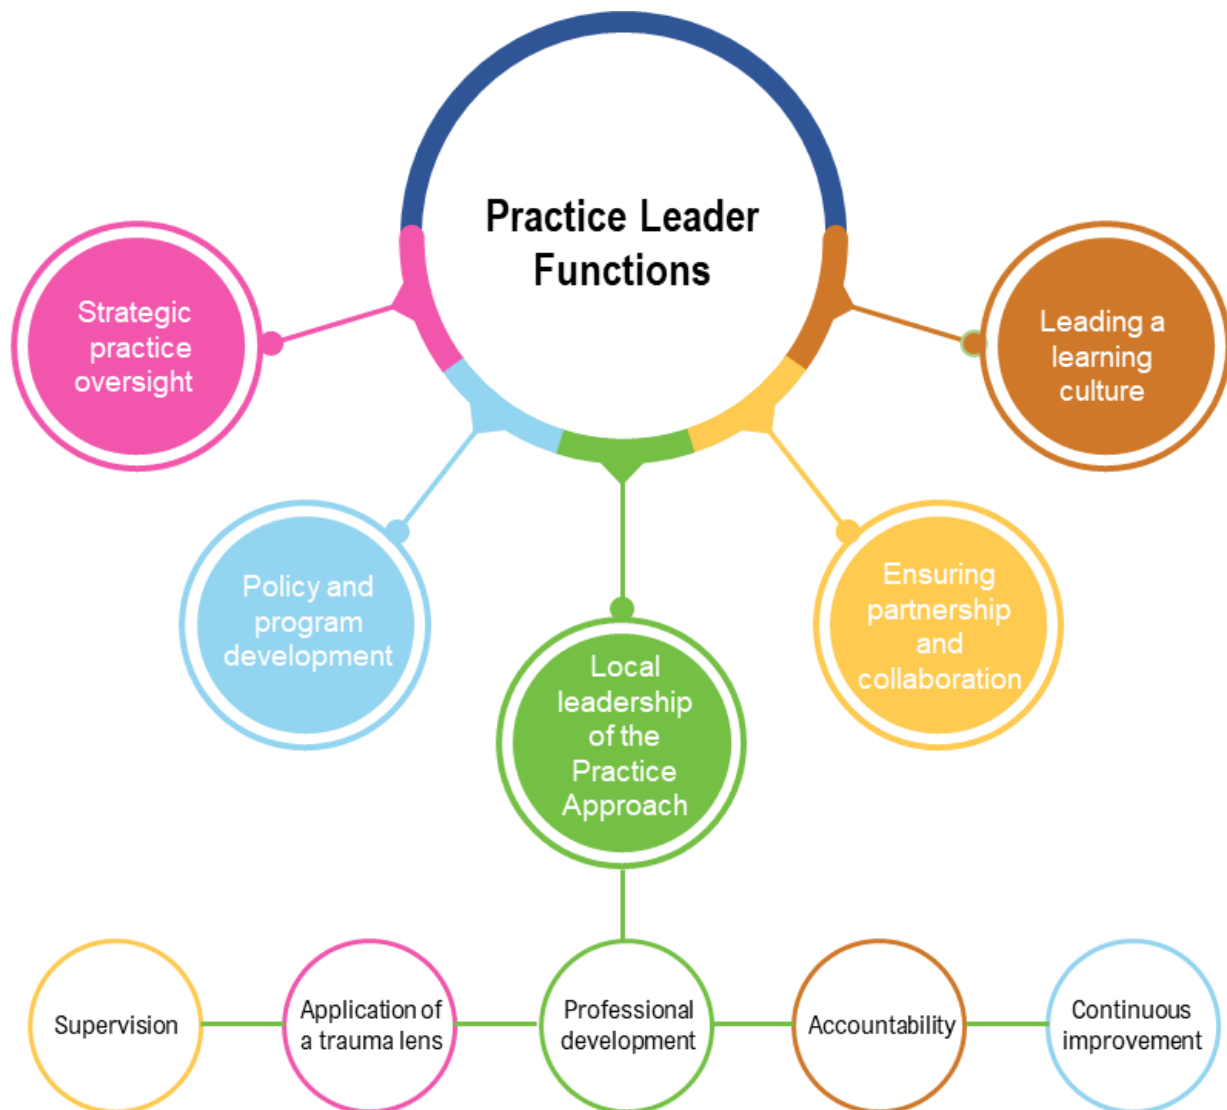 Practice Leader
Functions
Strategic
practice
oversight
Leading a
learning
culture
Policy and
program
development
Ensuring
partnership
and
collaboration
Local
leadership
of the
Practice
Approach
Supervision
Application of
a trauma lens
Professional
development
Accountability
Continuous
improvement